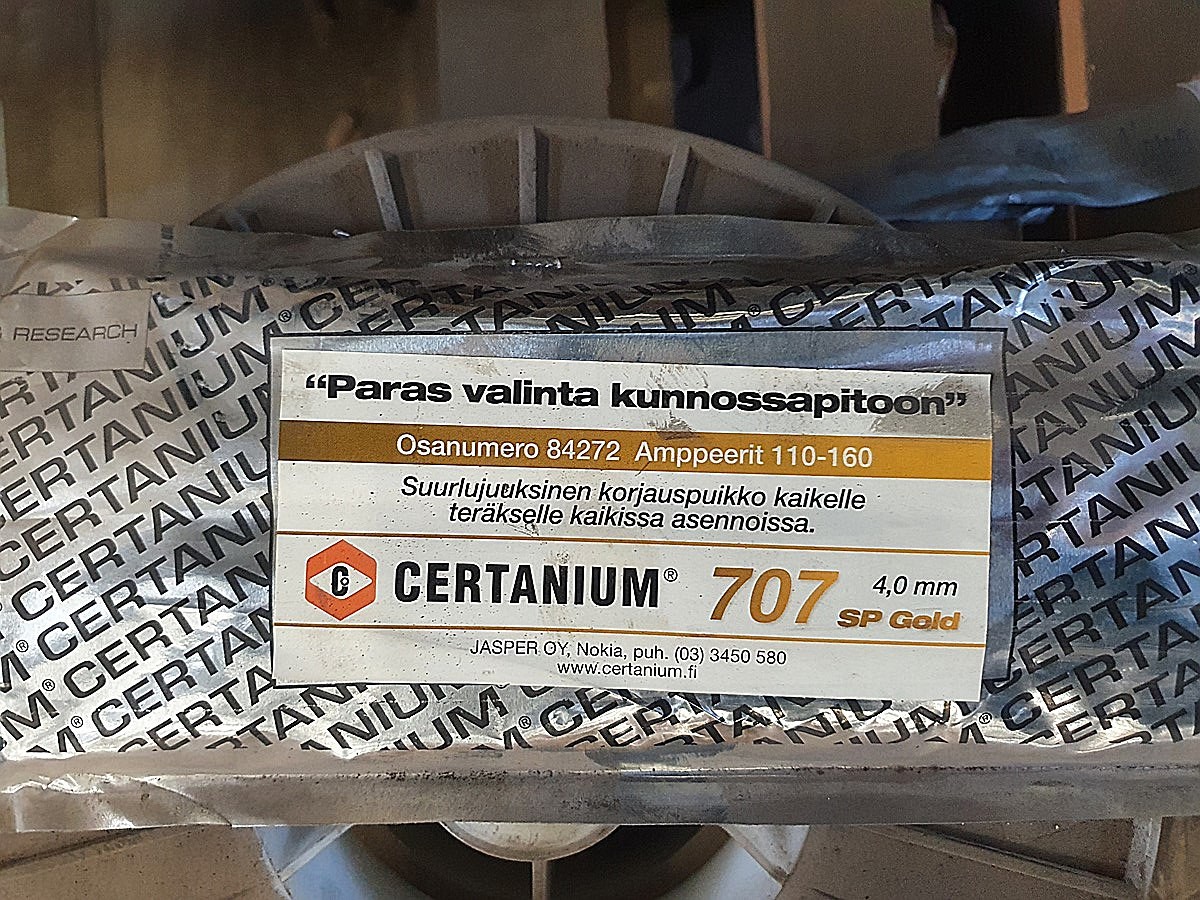 RESEARCH
“Paras valinta kunnossapitoon”
Osanumero 84272 Amppeerit 110-160
Suurlujuuksinen korjauspuikko kaikelle
teräkselle kaikissa asennoissa.
C
CERTANIUM® 707 4,0 mm
SP Gold
JASPER OY, Nokia, puh. (03) 3450 580
www.certanium.fi
CERTANIUM®